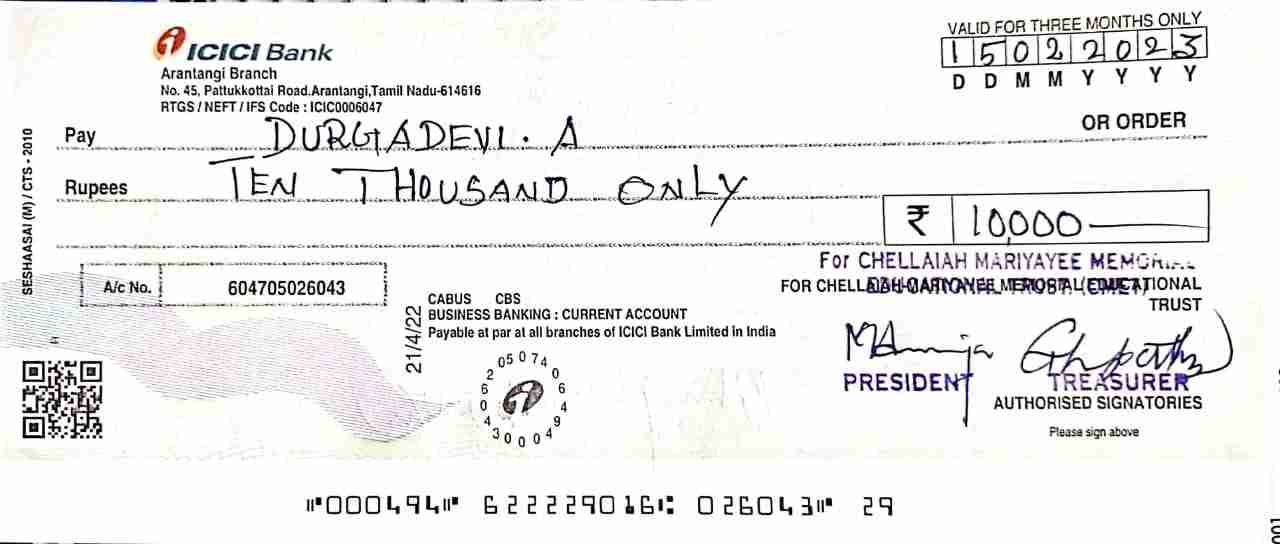 ICICI Bank
Arantangi Branch
No. 45, Pattukkottai Road.Arantangi,Tamil Nadu-614616
RTGS / NEFT / IFS Code : ICIC0006047
VALID FOR THREE MONTHS ONLY
15022023
D D M M Y Y Y Y
Pay DURGADEVI. A
OR ORDER
Rupees TEN THOUSAND ONLY
₹ 10,000
SESHAASAI (M) / CTS - 2010
A/c No. 604705026043
For CHELLAIAH MARIYAYEE MEMORIAL
EDUCATIONAL TRUST. (CMET)
FOR CHELLAIAH MARIYAYEE MEMORIAL EDUCATIONAL
TRUST
21/4/22
CABUS CBS
BUSINESS BANKING : CURRENT ACCOUNT
Payable at par at all branches of ICICI Bank Limited in India
PRESIDENT
TREASURER
AUTHORISED SIGNATORIES
Please sign above
⑈000494⑈ 622229016⑆ 026043⑈ 29